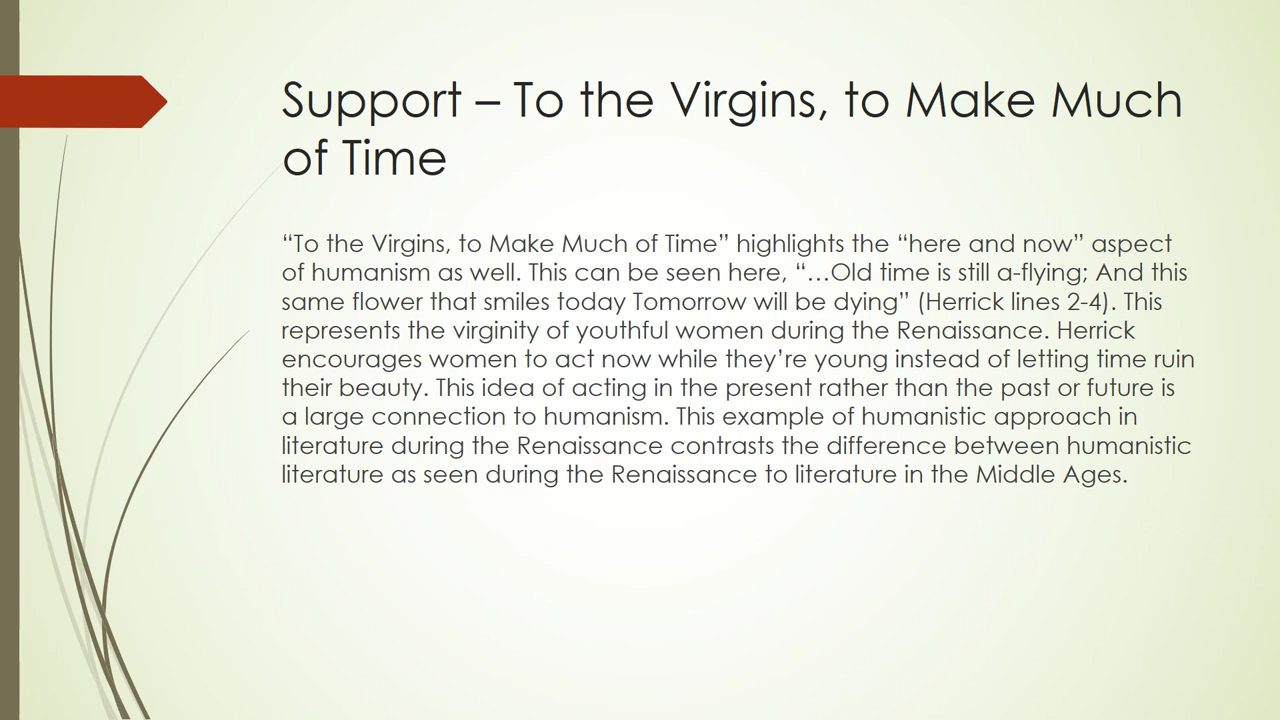 Support – To the Virgins, to Make Much
of Time
“To the Virgins, to Make Much of Time” highlights the “here and now” aspect
of humanism as well. This can be seen here, “…Old time is still a-flying; And this
same flower that smiles today Tomorrow will be dying” (Herrick lines 2-4). This
represents the virginity of youthful women during the Renaissance. Herrick
encourages women to act now while they’re young instead of letting time ruin
their beauty. This idea of acting in the present rather than the past or future is
a large connection to humanism. This example of humanistic approach in
literature during the Renaissance contrasts the difference between humanistic
literature as seen during the Renaissance to literature in the Middle Ages.